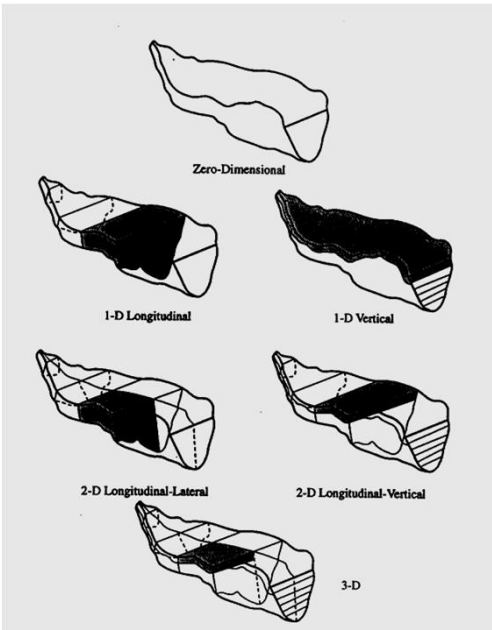 Zero-Dimensional
1-D Longitudinal
1-D Vertical
2-D Longitudinal-Lateral
2-D Longitudinal-Vertical
3-D